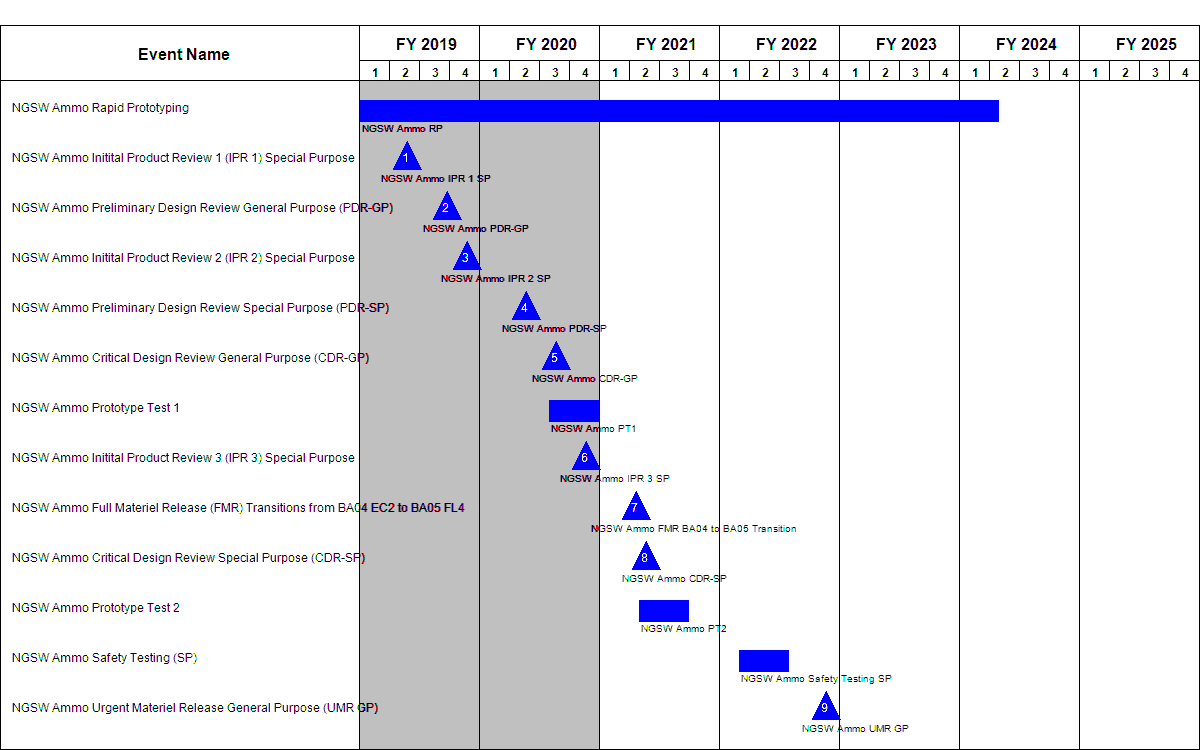 Event Name
FY 2019 FY 2020 FY 2021 FY 2022 FY 2023 FY 2024 FY 2025
1 2 3 4 1 2 3 4 1 2 3 4 1 2 3 4 1 2 3 4 1 2 3 4 1 2 3 4
NGSW Ammo Rapid Prototyping
NGSW Ammo RP
NGSW Ammo Initital Product Review 1 (IPR 1) Special Purpose
1
NGSW Ammo IPR 1 SP
NGSW Ammo Preliminary Design Review General Purpose (PDR-GP)
2
NGSW Ammo PDR-GP
NGSW Ammo Initital Product Review 2 (IPR 2) Special Purpose
3
NGSW Ammo IPR 2 SP
NGSW Ammo Preliminary Design Review Special Purpose (PDR-SP)
4
NGSW Ammo PDR-SP
NGSW Ammo Critical Design Review General Purpose (CDR-GP)
5
NGSW Ammo CDR-GP
NGSW Ammo Prototype Test 1
NGSW Ammo PT1
NGSW Ammo Initital Product Review 3 (IPR 3) Special Purpose
6
NGSW Ammo IPR 3 SP
NGSW Ammo Full Materiel Release (FMR) Transitions from BA04 EC2 to BA05 FL4
7
NGSW Ammo FMR BA04 to BA05 Transition
NGSW Ammo Critical Design Review Special Purpose (CDR-SP)
8
NGSW Ammo CDR-SP
NGSW Ammo Prototype Test 2
NGSW Ammo PT2
NGSW Ammo Safety Testing (SP)
NGSW Ammo Safety Testing SP
NGSW Ammo Urgent Materiel Release General Purpose (UMR GP)
9
NGSW Ammo UMR GP